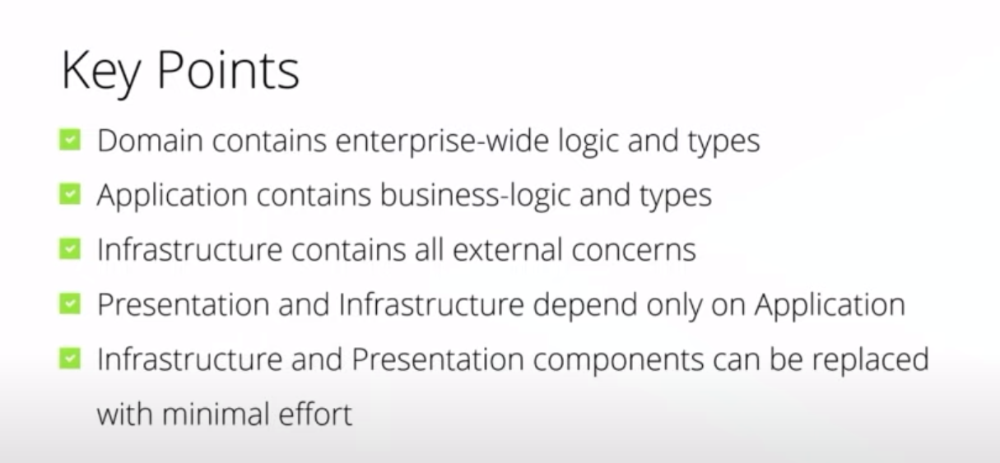 Key Points
Domain contains enterprise-wide logic and types
Application contains business-logic and types
Infrastructure contains all external concerns
Presentation and Infrastructure depend only on Application
Infrastructure and Presentation components can be replaced
with minimal effort